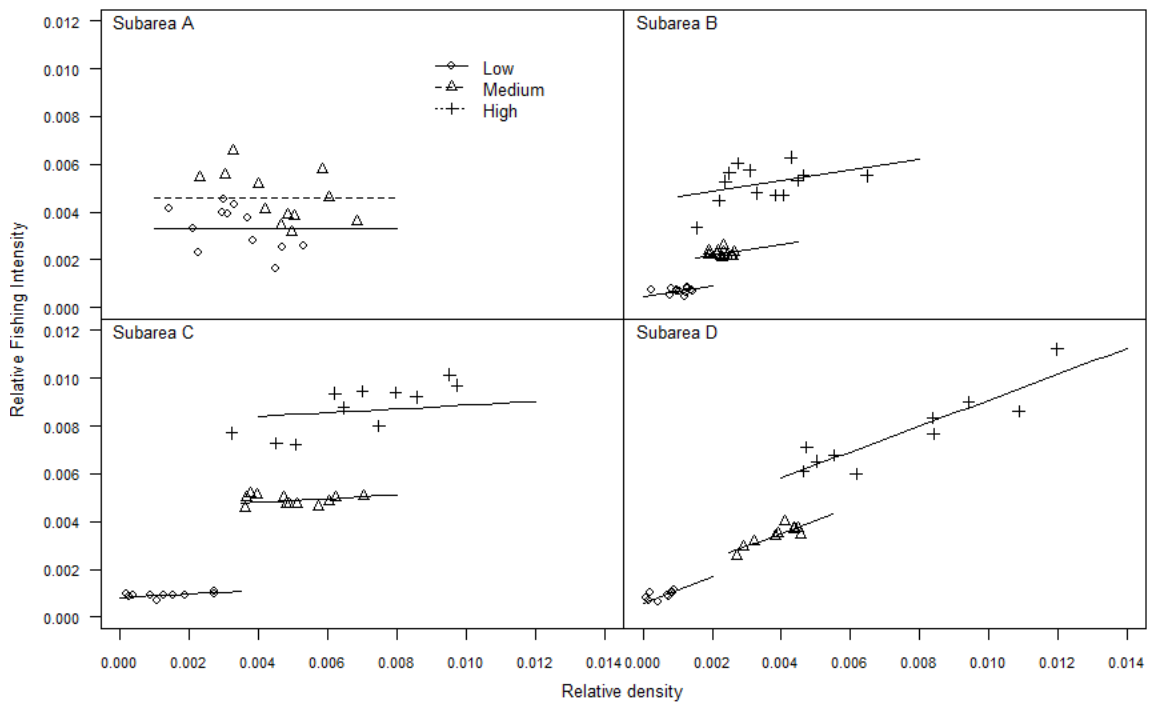 Subarea A
Subarea B
0.012
0.010
0.008
0.006
0.004
0.002
0.000
Low
Medium
High
Subarea C
Subarea D
0.012
0.010
0.008
0.006
0.004
0.002
0.000
Relative Fishing Intensity
0.000 0.002 0.004 0.006 0.008 0.010 0.012 0.014
0.000 0.002 0.004 0.006 0.008 0.010 0.012 0.014
Relative density